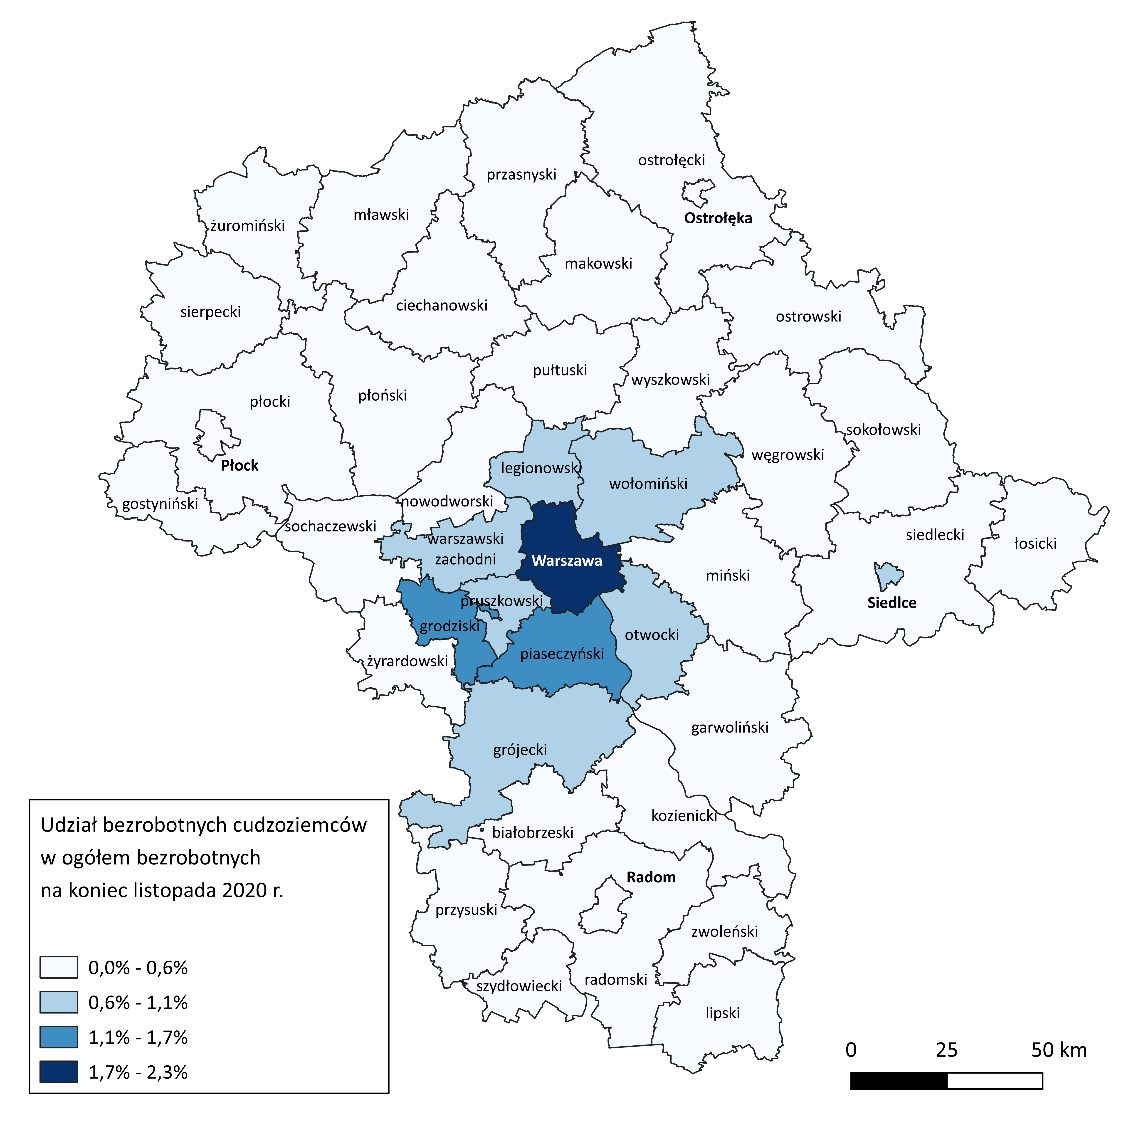 ostrołęcki
przasnyski
Ostrołęka
mławski
żuromiński
makowski
ciechanowski
sierpecki
ostrowski
pułtuski
wyszkowski
płoński
płocki
sokołowski
węgrowski
Płock
legionowski
wołomiński
gostyniński
nowodworski
sochaczewski
siedlecki
warszawski
zachodni
łosicki
Warszawa
miński
pruszkowski
Siedlce
grodziski
otwocki
piaseczyński
żyrardowski
garwoliński
grójecki
kozienicki
białobrzeski
Radom
przysuski
zwoleński
radomski
szydłowiecki
lipski
Udział bezrobotnych cudzoziemców
w ogółem bezrobotnych
na koniec listopada 2020 r.
0,0% - 0,6%
0,6% - 1,1%
1,1% - 1,7%
1,7% - 2,3%
0 25 50 km